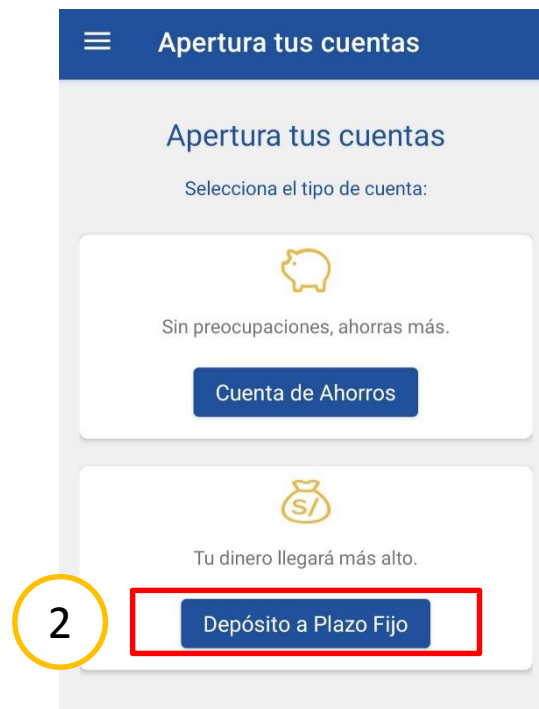 Apertura tus cuentas
Apertura tus cuentas
Selecciona el tipo de cuenta:
Sin preocupaciones, ahorras más.
Cuenta de Ahorros
S/
Tu dinero llegará más alto.
2
Depósito a Plazo Fijo